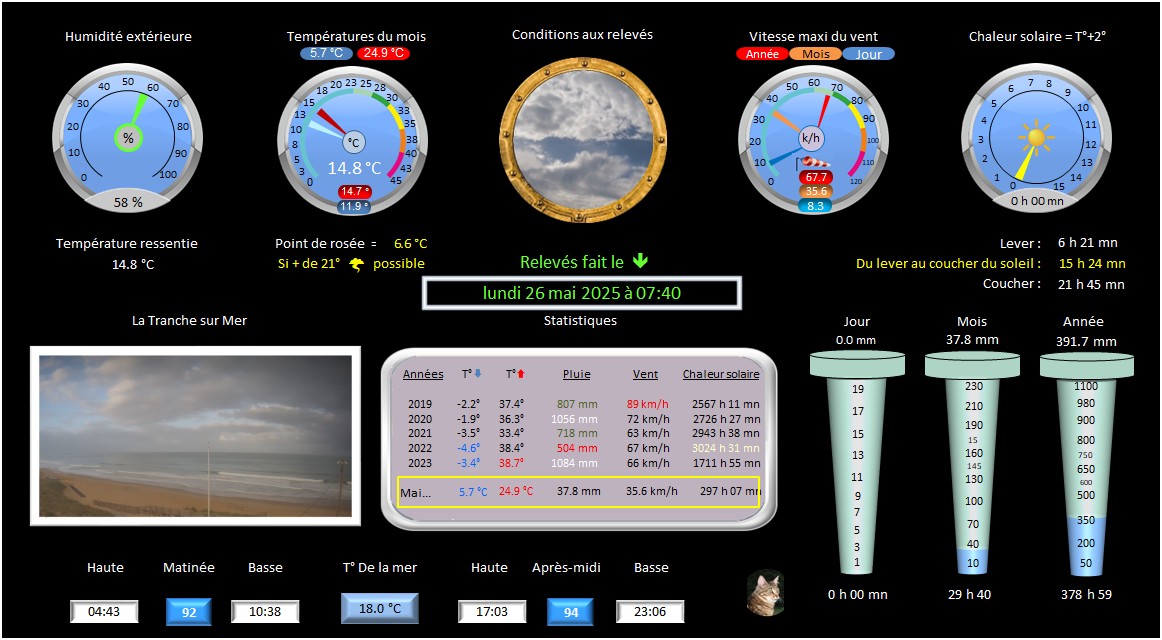 Humidité extérieure
Températures du mois
Conditions aux relevés
Vitesse maxi du vent
Chaleur solaire = T°+2°
5.7 °C 24.9 °C
Année Mois Jour
0 10 20 30 40 50 60 70 80 90 100
%
58 %
0 3 5 8 10 13 15 18 20 23 25 28 30 33 35 38 40 43 45
°C
14.8 °C
14.7 °
11.9 °
0 10 20 30 40 50 60 70 80 90 100 110 120
k/h
67.7
35.6
8.3
0 1 2 3 4 5 6 7 8 9 10 11 12 13 14 15
0 h 00 mn
Température ressentie
14.8 °C
Point de rosée = 6.6 °C
Si + de 21° possible
Relevés fait le
lundi 26 mai 2025 à 07:40
Lever : 6 h 21 mn
Du lever au coucher du soleil : 15 h 24 mn
Coucher : 21 h 45 mn
La Tranche sur Mer
Statistiques
Années T° T° Pluie Vent Chaleur solaire
2019 -2.2° 37.4° 807 mm 89 km/h 2567 h 11 mn
2020 -1.9° 36.3° 1056 mm 72 km/h 2726 h 27 mn
2021 -3.5° 33.4° 718 mm 63 km/h 2943 h 38 mn
2022 -4.6° 38.4° 504 mm 67 km/h 3024 h 31 mn
2023 -3.4° 38.7° 1084 mm 66 km/h 1711 h 55 mn
Mai... 5.7 °C 24.9 °C 37.8 mm 35.6 km/h 297 h 07 mn
Jour Mois Année
0.0 mm 37.8 mm 391.7 mm
19 230 1100
17 210 980
190 900
15 15 800
160 750
13 145 650
11 130 600
9 100 500
7 350
5 70
3 40 200
1 10 50
0 h 00 mn 29 h 40 378 h 59
Haute Matinée Basse T° De la mer Haute Après-midi Basse
04:43 92 10:38 18.0 °C 17:03 94 23:06